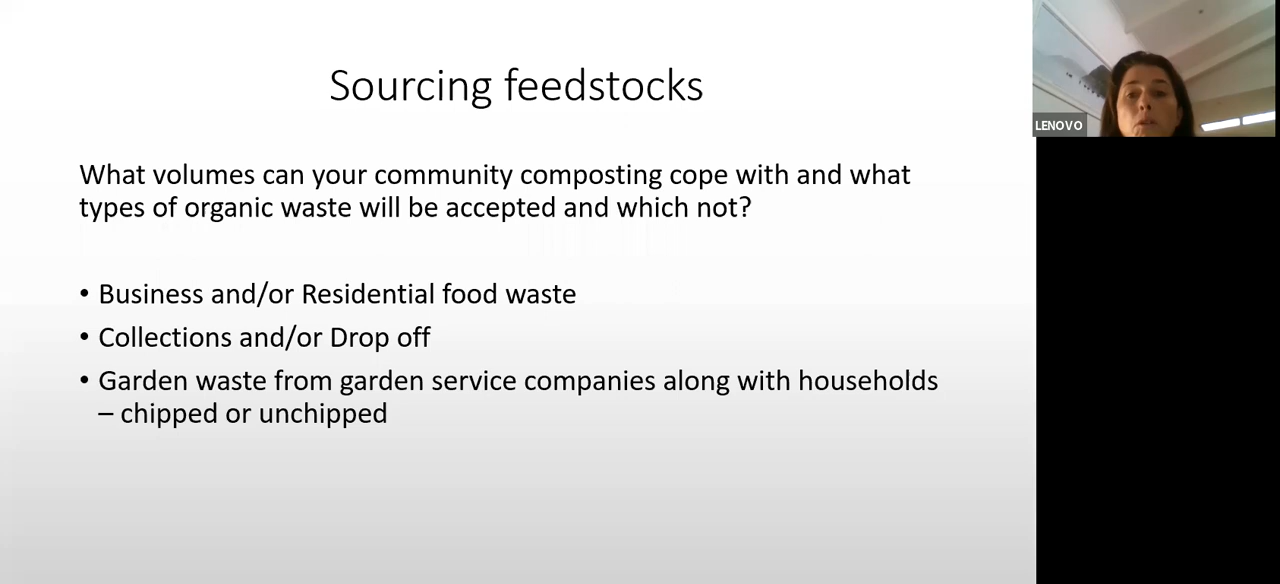 Sourcing feedstocks
What volumes can your community composting cope with and what
types of organic waste will be accepted and which not?
• Business and/or Residential food waste
• Collections and/or Drop off
• Garden waste from garden service companies along with households
– chipped or unchipped
LENOVO